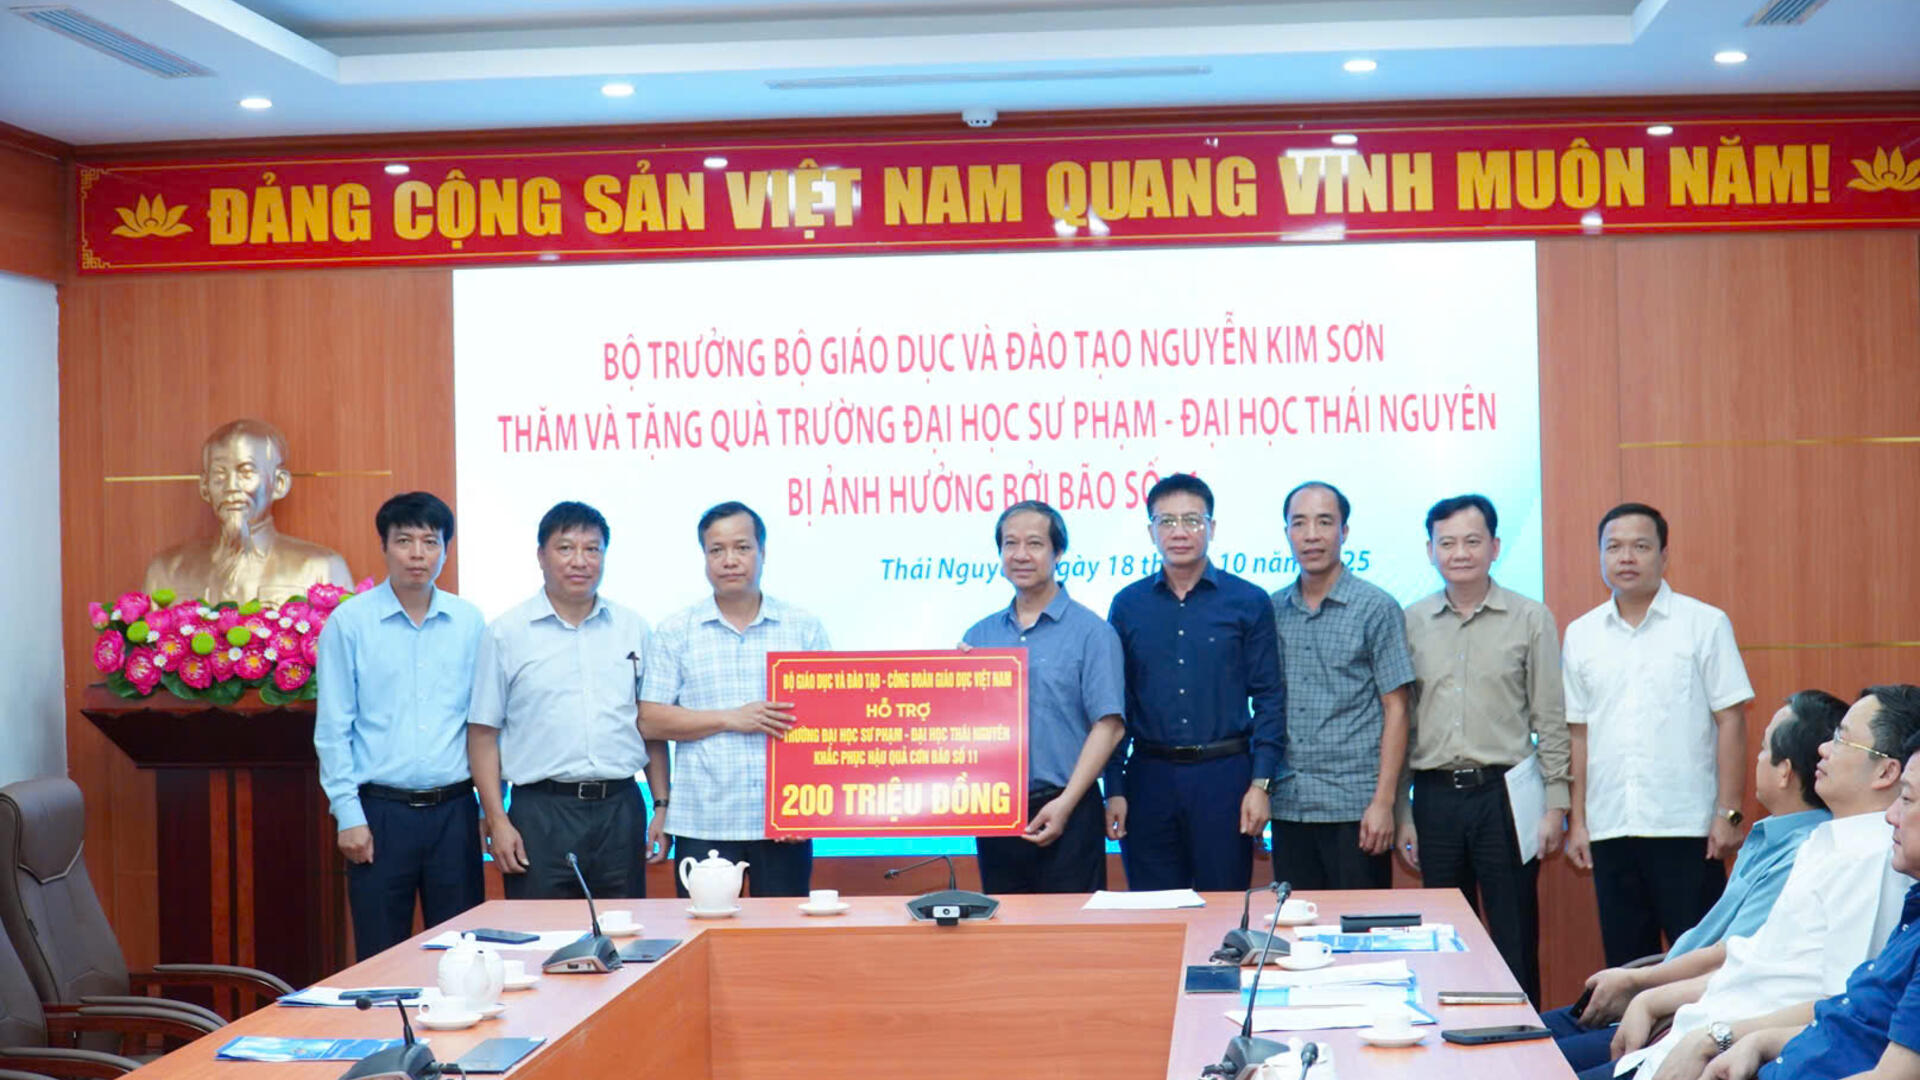 ĐẢNG CỘNG SẢN VIỆT NAM QUANG VINH MUÔN NĂM!
BỘ TRƯỞNG BỘ GIÁO DỤC VÀ ĐÀO TẠO NGUYỄN KIM SƠN
THĂM VÀ TẶNG QUÀ TRƯỜNG ĐẠI HỌC SƯ PHẠM - ĐẠI HỌC THÁI NGUYÊN
BỊ ẢNH HƯỞNG BỞI BÃO SỐ
Thái ngày 18 10 năm
BỘ GIÁO DỤC VÀ ĐÀO TẠO - CÔNG ĐOÀN GIÁO DỤC VIỆT NAM
HỖ TRỢ
TRƯỜNG ĐẠI HỌC SƯ PHẠM - ĐẠI HỌC THÁI NGUYÊN
KHẮC PHỤC HẬU QUẢ CƠN BÃO SỐ 11
200 TRIỆU ĐỒNG